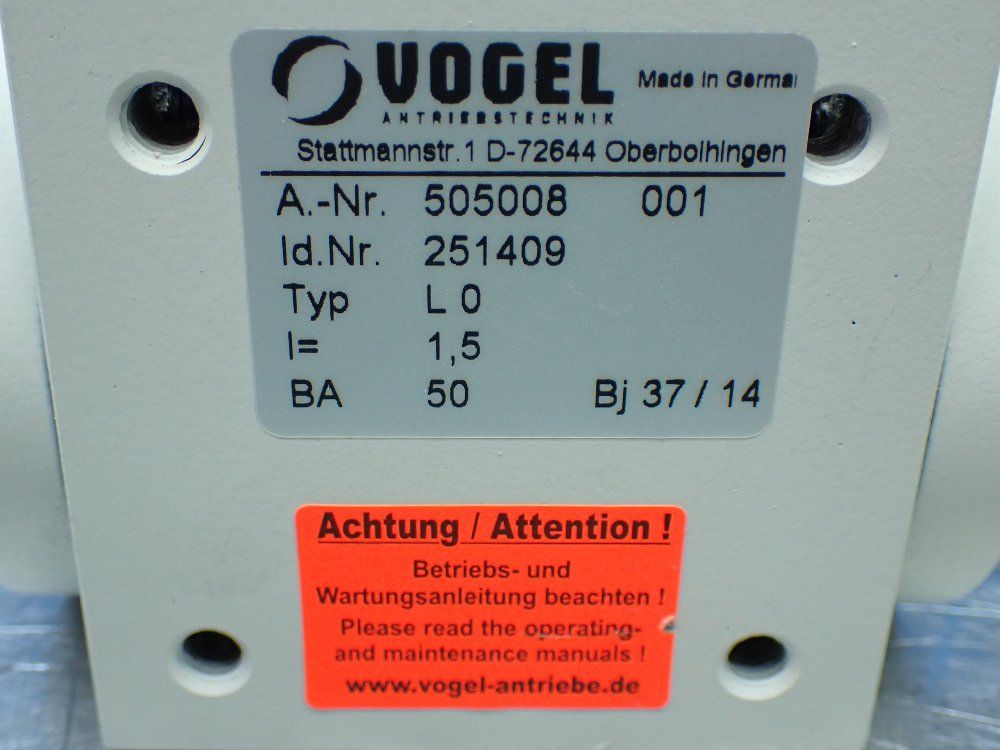 VOGEL Made in Germa
ANTRIEBSTECHNIK
Stattmannstr.1 D-72644 Oberboihingen
A.-Nr. 505008 001
Id.Nr. 251409
Typ L 0
I= 1,5
BA 50 Bj 37 / 14
Achtung / Attention !
Betriebs- und
Wartungsanleitung beachten !
Please read the operating-
and maintenance manuals !
www.vogel-antriebe.de